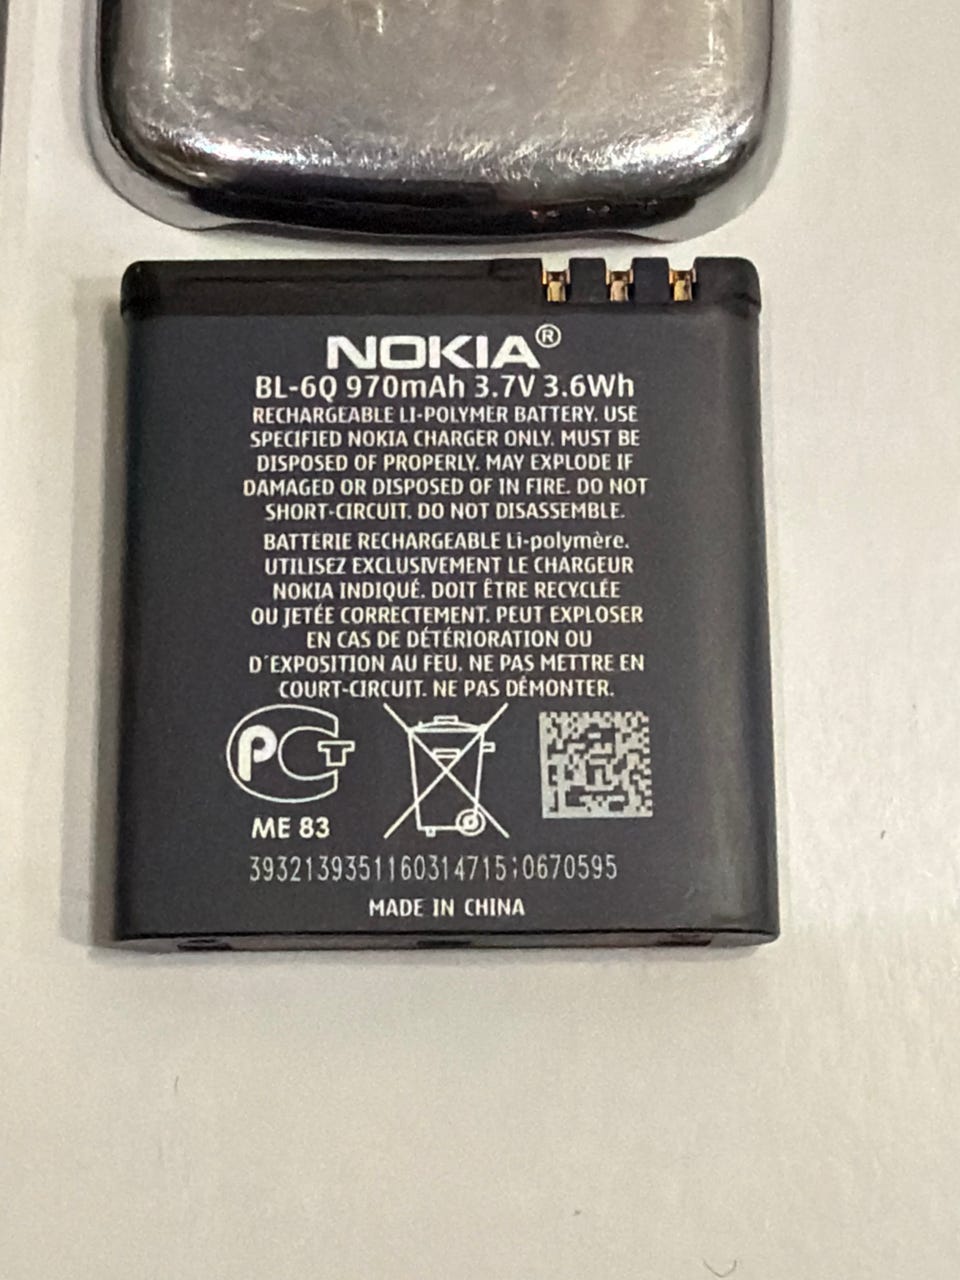 NOKIA®
BL-6Q 970mAh 3.7V 3.6Wh
RECHARGEABLE LI-POLYMER BATTERY. USE
SPECIFIED NOKIA CHARGER ONLY. MUST BE
DISPOSED OF PROPERLY. MAY EXPLODE IF
DAMAGED OR DISPOSED OF IN FIRE. DO NOT
SHORT-CIRCUIT. DO NOT DISASSEMBLE.
BATTERIE RECHARGEABLE Li-polymère.
UTILISEZ EXCLUSIVEMENT LE CHARGEUR
NOKIA INDIQUÉ. DOIT ÊTRE RECYCLÉE
OU JETÉE CORRECTEMENT. PEUT EXPLOSER
EN CAS DE DÉTÉRIORATION OU
D´EXPOSITION AU FEU. NE PAS METTRE EN
COURT-CIRCUIT. NE PAS DÉMONTER.
РСТ
ME 83
3932139351160314715;0670595
MADE IN CHINA